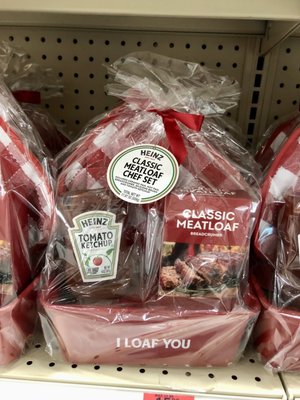 HEINZ
CLASSIC
MEATLOAF
CHEF SET
HEINZ
TOMATO
KETCHUP
CLASSIC
MEATLOAF
BREADCRUMBS
I LOAF YOU